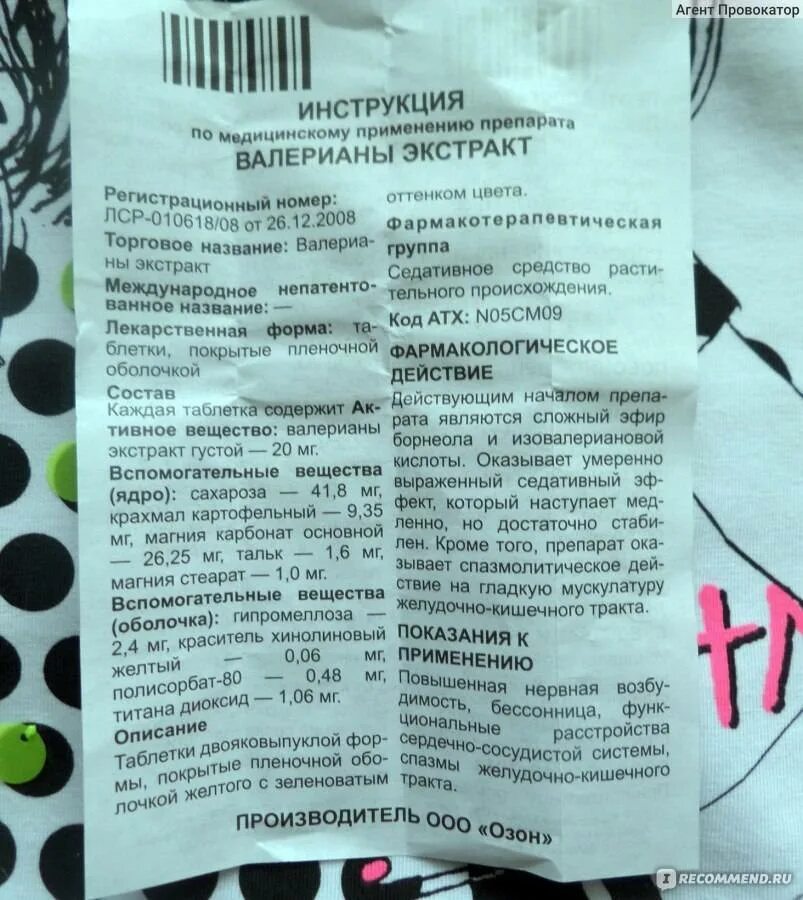 Агент Провокатор
ИНСТРУКЦИЯ
по медицинскому применению препарата
ВАЛЕРИАНЫ ЭКСТРАКТ
Регистрационный номер:
ЛСР-010618/08 от 26.12.2008
Торговое название: Валериа-
ны экстракт
Международное непатенто-
ванное название: —
Лекарственная форма: та-
блетки, покрытые пленочной
оболочкой
Состав
Каждая таблетка содержит Ак-
тивное вещество: валерианы
экстракт густой — 20 мг.
Вспомогательные вещества
(ядро): сахароза — 41,8 мг,
крахмал картофельный — 9,35
мг, магния карбонат основной
— 26,25 мг, тальк — 1,6 мг,
магния стеарат — 1,0 мг.
Вспомогательные вещества
(оболочка): гипромеллоза —
2,4 мг, краситель хинолиновый
желтый — 0,06 мг,
полисорбат-80 — 0,48 мг,
титана диоксид — 1,06 мг.
Описание
Таблетки двояковыпуклой фор-
мы, покрытые пленочной обо-
лочкой желтого с зеленоватым
оттенком цвета.
Фармакотерапевтическая
группа
Седативное средство расти-
тельного происхождения.
Код АТХ: N05CM09
ФАРМАКОЛОГИЧЕСКОЕ
ДЕЙСТВИЕ
Действующим началом препа-
рата являются сложный эфир
борнеола и изовалериановой
кислоты. Оказывает умеренно
выраженный седативный эф-
фект, который наступает мед-
ленно, но достаточно стаби-
лен. Кроме того, препарат ока-
зывает спазмолитическое дей-
ствие на гладкую мускулатуру
желудочно-кишечного тракта.
ПОКАЗАНИЯ К
ПРИМЕНЕНИЮ
Повышенная нервная возбу-
димость, бессонница, функ-
циональные расстройства
сердечно-сосудистой системы,
спазмы желудочно-кишечного
тракта.
ПРОИЗВОДИТЕЛЬ ООО «Озон»
RECOMMEND.RU